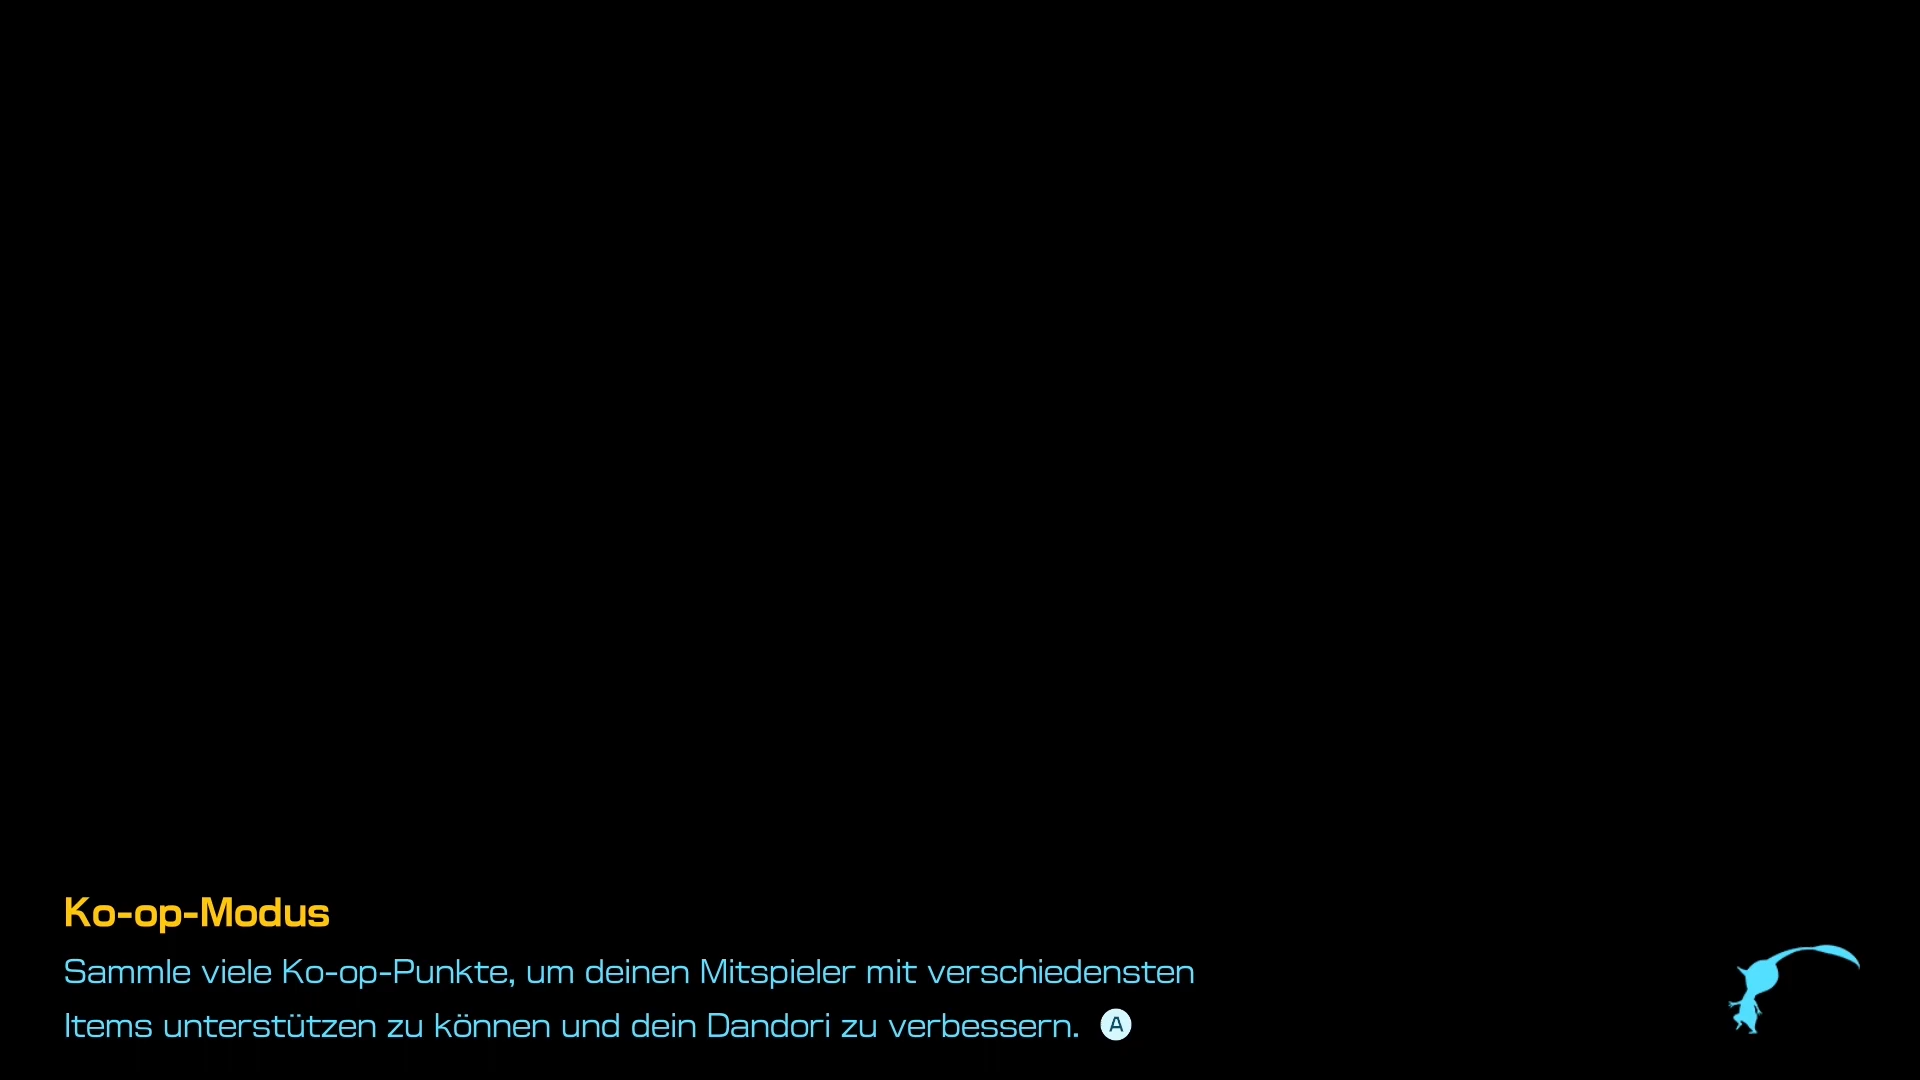 Ko-op-Modus
Sammle viele Ko-op-Punkte, um deinen Mitspieler mit verschiedensten
Items unterstützen zu können und dein Dandori zu verbessern. A